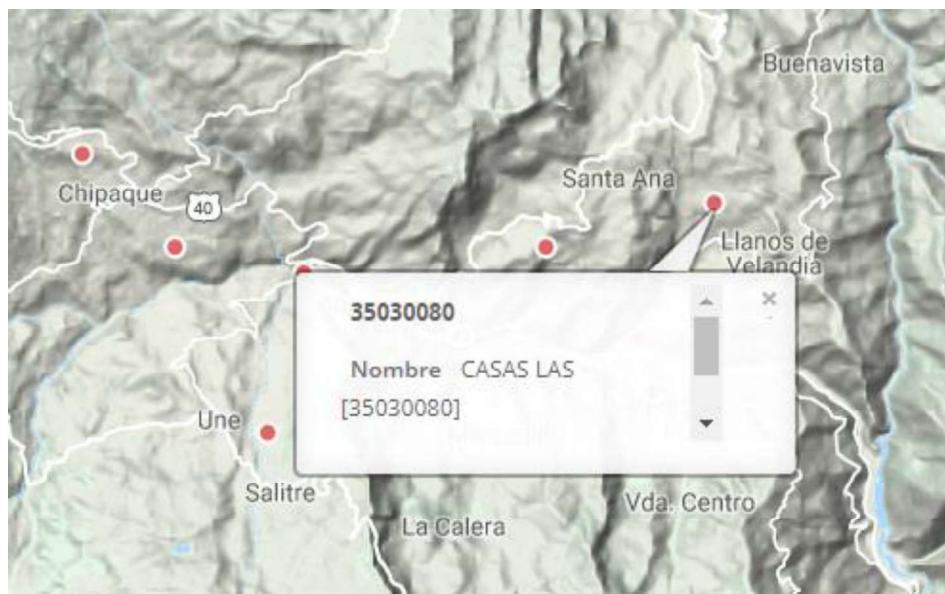 Buenavista
Santa Ana
Chipaque
40
Llanos de
Velandia
35030080
Nombre CASAS LAS
[35030080]
Une
Salitre
Vda. Centro
La Calera